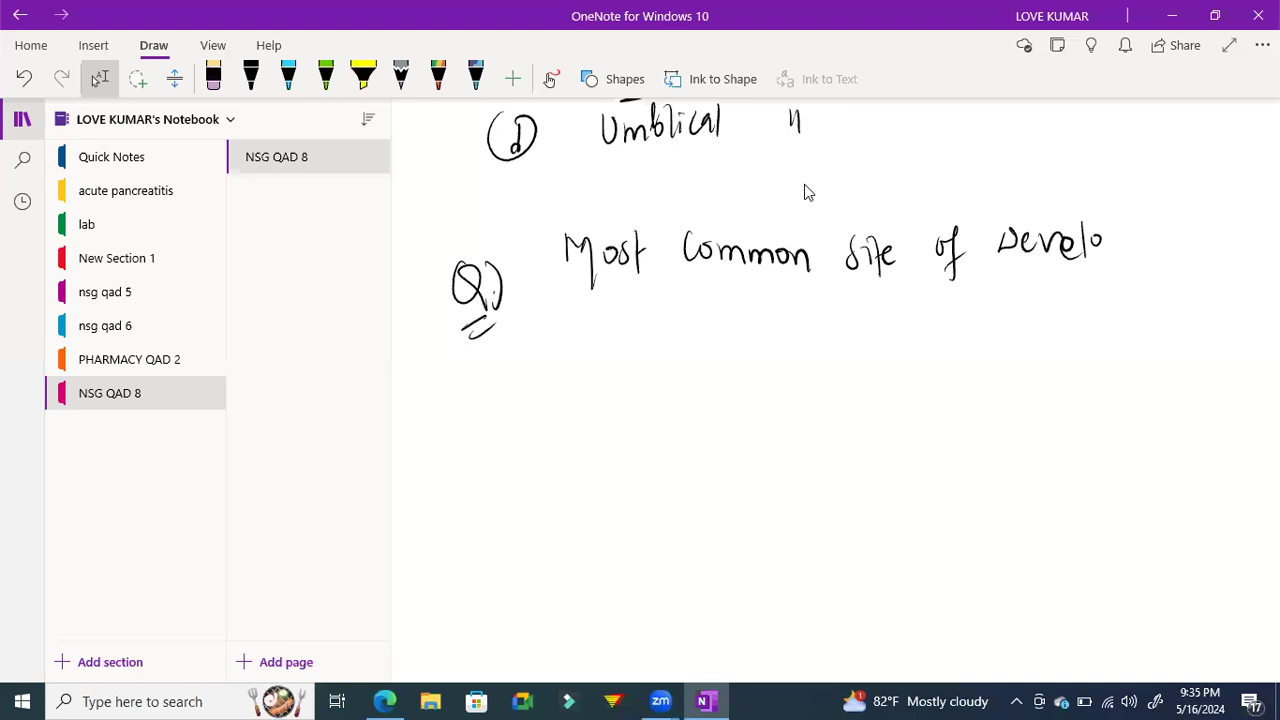 OneNote for Windows 10
LOVE KUMAR
Home
Insert
Draw
View
Help
Share
Shapes
Ink to Shape
Ink to Text
LOVE KUMAR's Notebook
Quick Notes
acute pancreatitis
lab
New Section 1
nsg qad 5
nsg qad 6
PHARMACY QAD 2
NSG QAD 8
Add section
NSG QAD 8
Add page
(d) Umblical "
Q.) Most Common Site of Develo
Type here to search
82°F Mostly cloudy
9:35 PM
5/16/2024
17